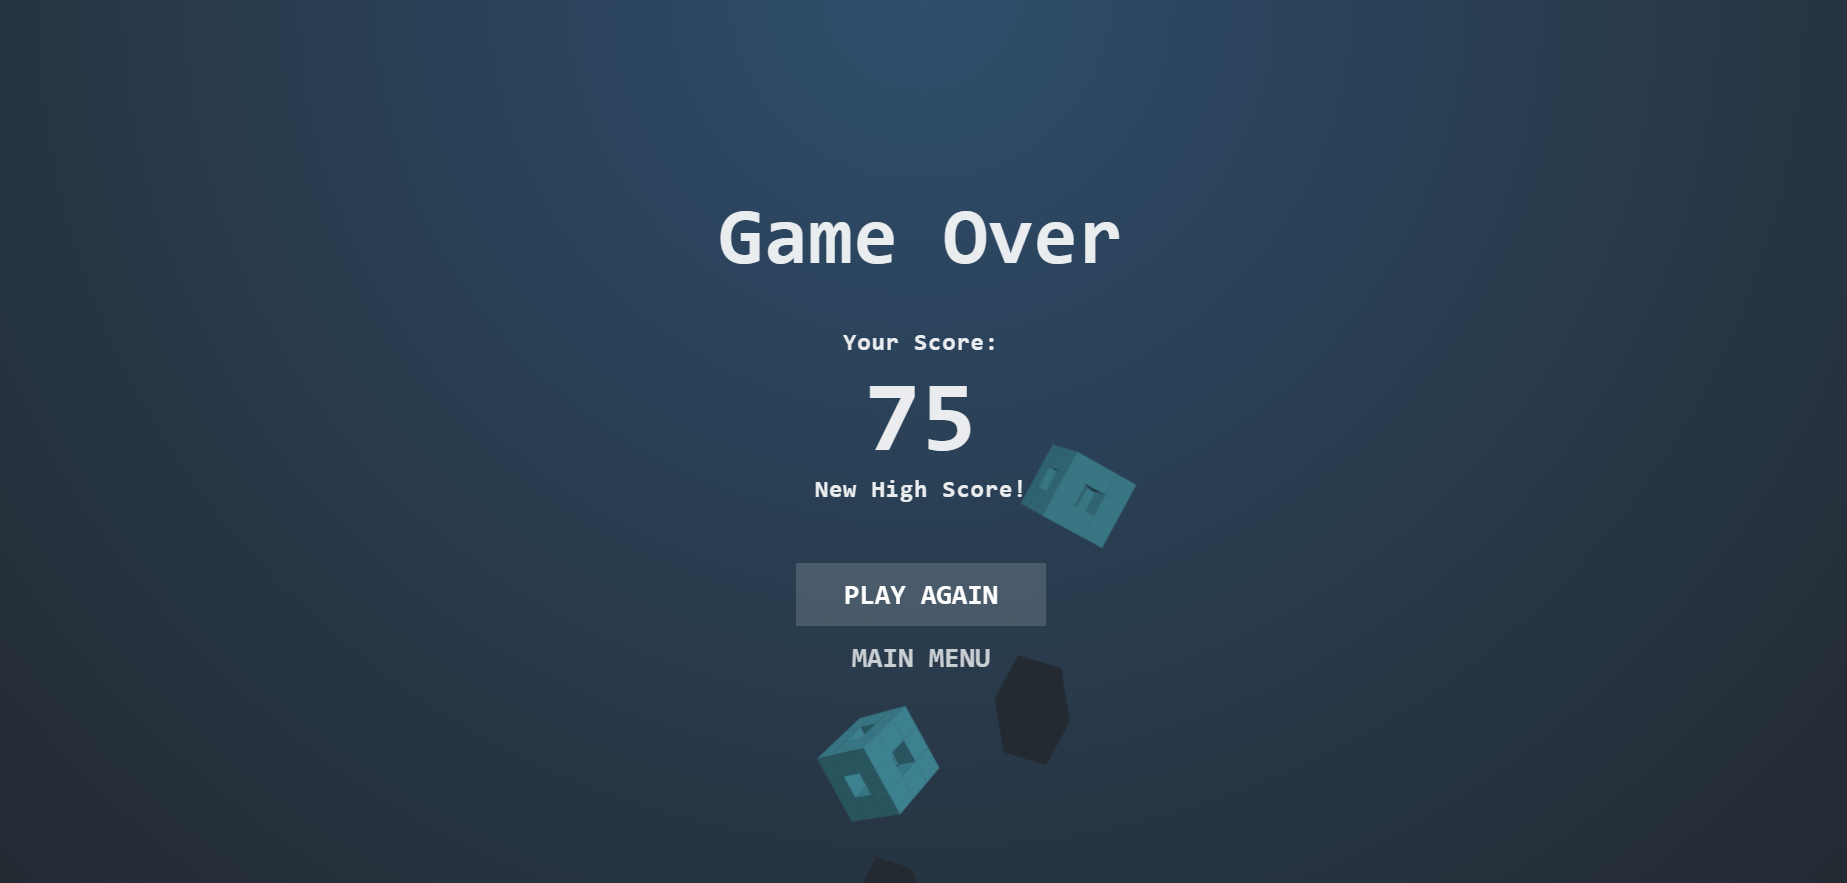 Game Over
Your Score:
75
New High Score!
PLAY AGAIN
MAIN MENU